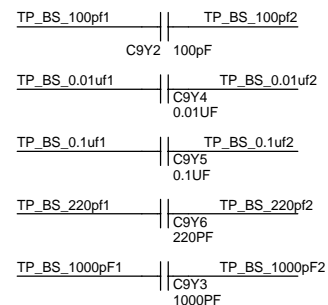 TP_BS_100pf1 TP_BS_100pf2
C9Y2 100pF
TP_BS_0.01uf1 TP_BS_0.01uf2
C9Y4
0.01UF
TP_BS_0.1uf1 TP_BS_0.1uf2
C9Y5
0.1UF
TP_BS_220pf1 TP_BS_220pf2
C9Y6
220PF
TP_BS_1000pF1 TP_BS_1000pF2
C9Y3
1000PF